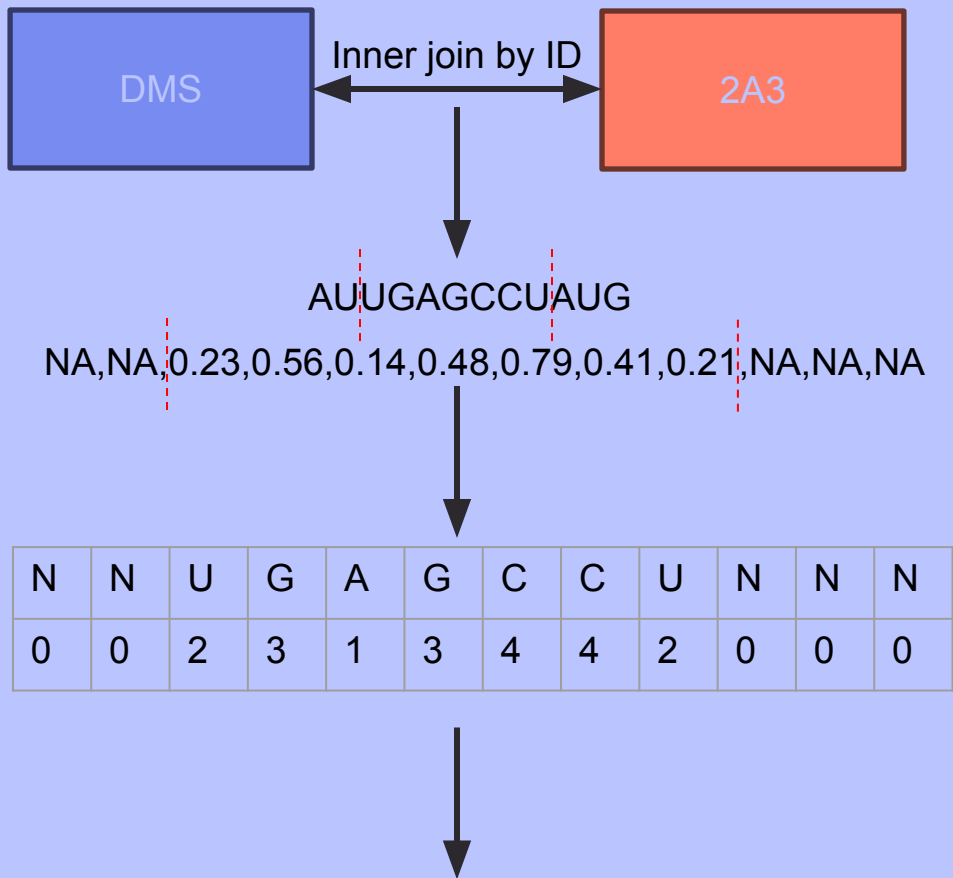 DMS
Inner join by ID
2A3
AUUGAGCCUAUG
NA,NA,0.23,0.56,0.14,0.48,0.79,0.41,0.21,NA,NA,NA
N N U G A G C C U N N N
0 0 2 3 1 3 4 4 2 0 0 0